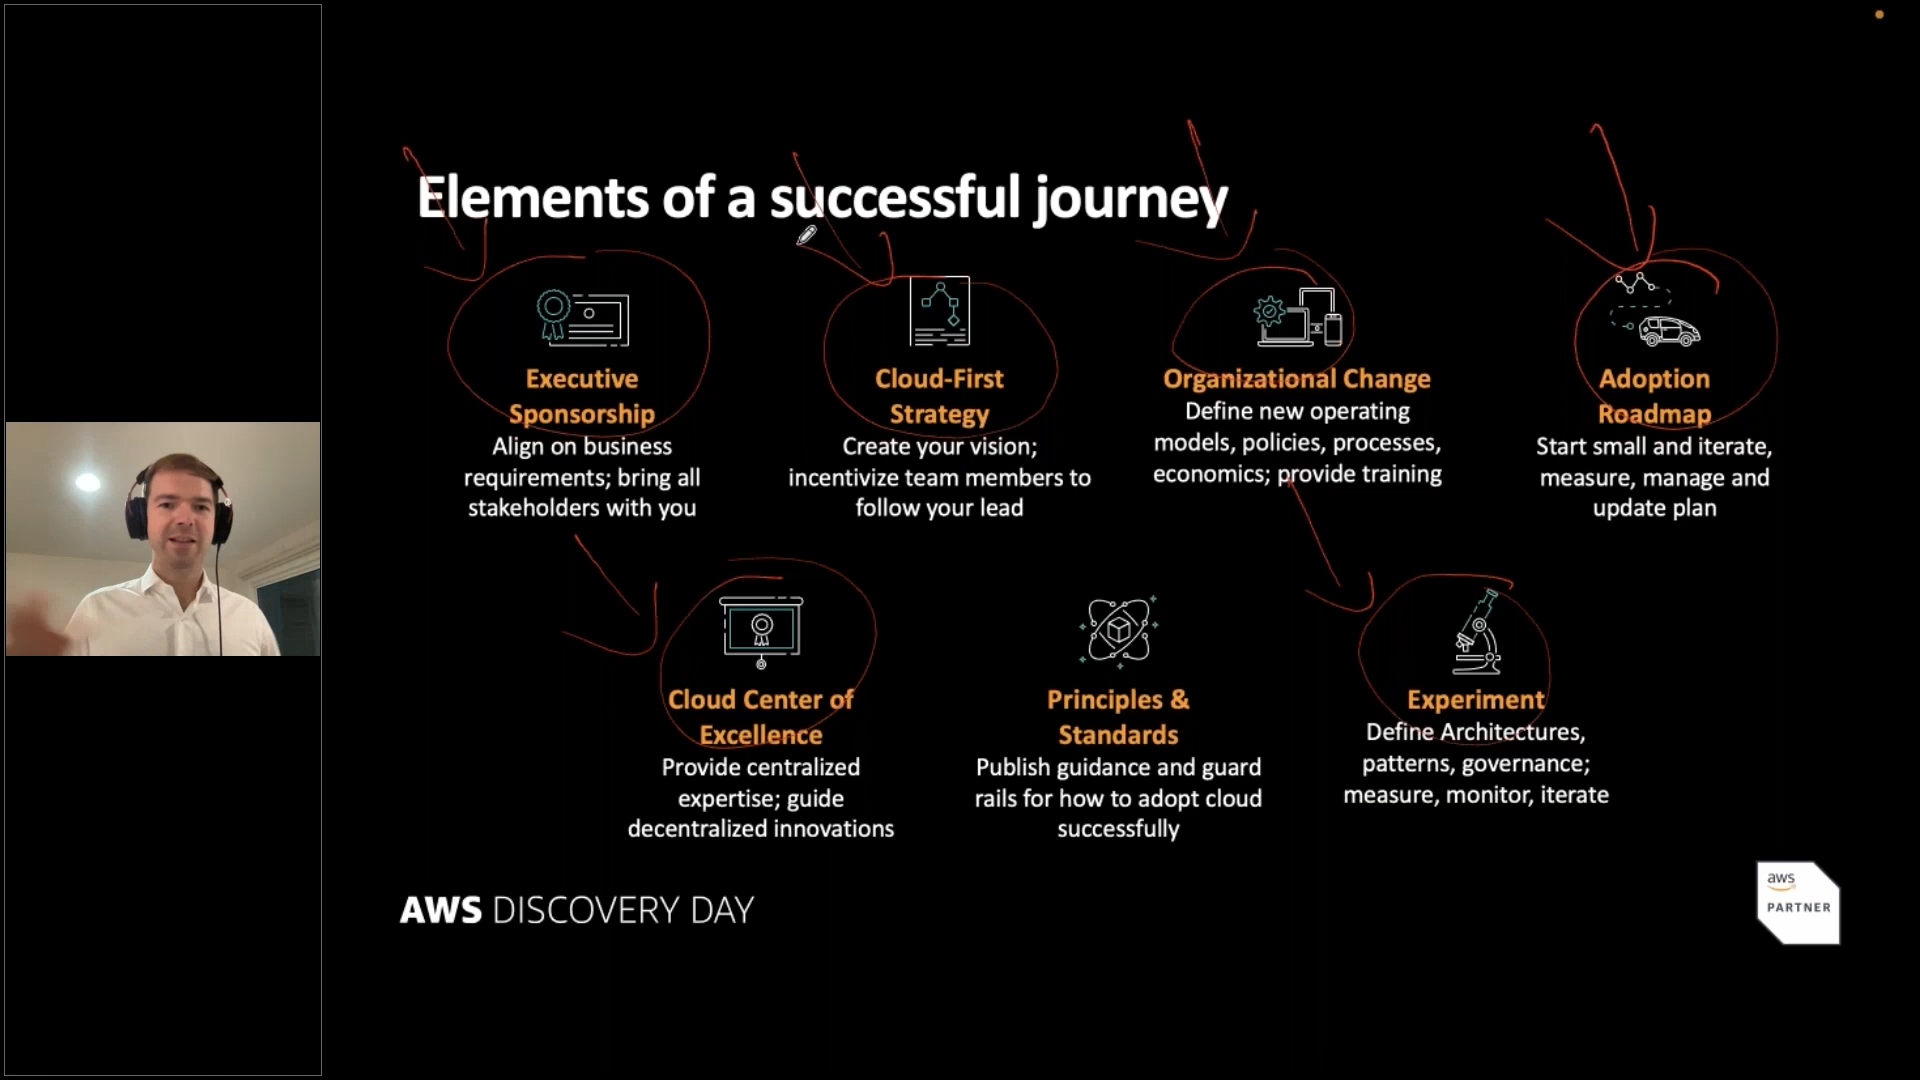 Elements of a successful journey
Executive
Sponsorship
Align on business
requirements; bring all
stakeholders with you
Cloud-First
Strategy
Create your vision;
incentivize team members to
follow your lead
Organizational Change
Define new operating
models, policies, processes,
economics; provide training
Adoption
Roadmap
Start small and iterate,
measure, manage and
update plan
Cloud Center of
Excellence
Provide centralized
expertise; guide
decentralized innovations
Principles &
Standards
Publish guidance and guard
rails for how to adopt cloud
successfully
Experiment
Define Architectures,
patterns, governance;
measure, monitor, iterate
AWS DISCOVERY DAY
aws
PARTNER